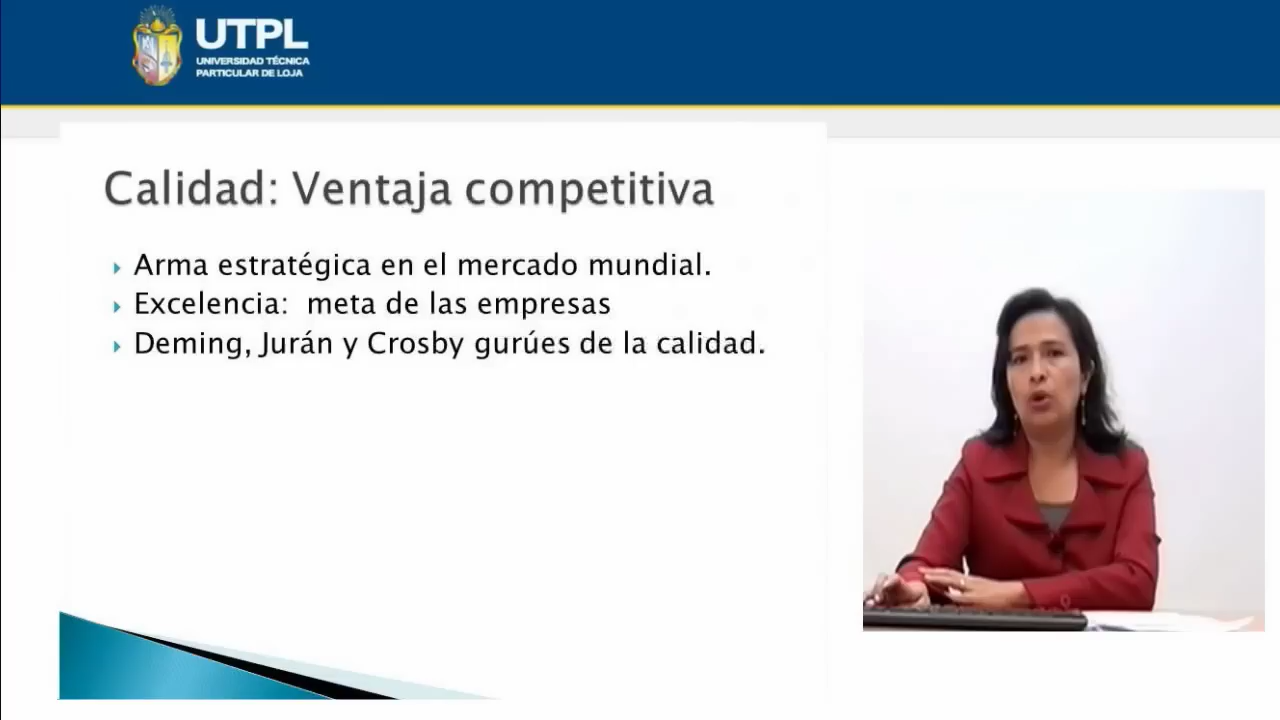 UTPL
UNIVERSIDAD TÉCNICA
PARTICULAR DE LOJA
Calidad: Ventaja competitiva
Arma estratégica en el mercado mundial.
Excelencia: meta de las empresas
Deming, Jurán y Crosby gurúes de la calidad.